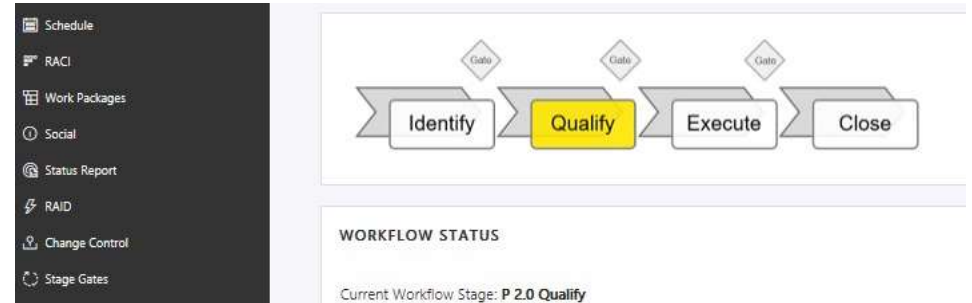 Schedule
RACI
Work Packages
Social
Status Report
RAID
Change Control
Stage Gates
Gate Gate Gate
Identify Qualify Execute Close
WORKFLOW STATUS
Current Workflow Stage: P 2.0 Qualify